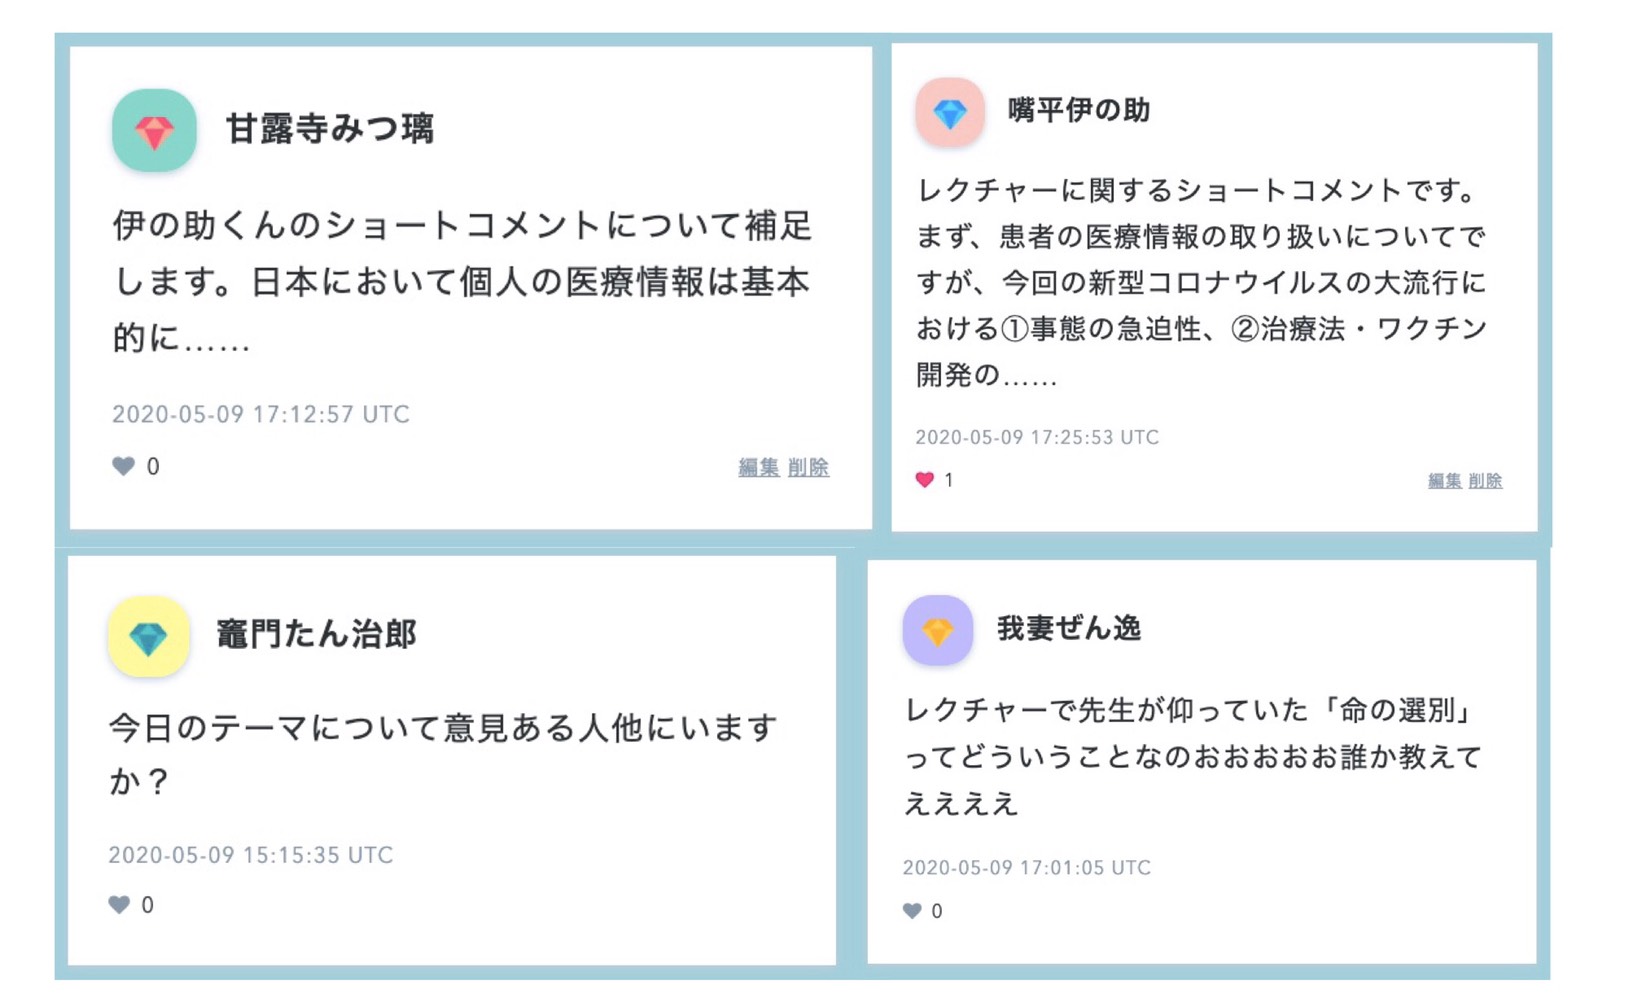 甘露寺みつ璃
伊の助くんのショートコメントについて補足
します。日本において個人の医療情報は基本
的に……
2020-05-09 17:12:57 UTC
0
編集 削除
嘴平伊の助
レクチャーに関するショートコメントです。
まず、患者の医療情報の取り扱いについてで
すが、今回の新型コロナウイルスの大流行に
おける①事態の急迫性、②治療法・ワクチン
開発の……
2020-05-09 17:25:53 UTC
1
編集 削除
竈門たん治郎
今日のテーマについて意見ある人他にいます
か？
2020-05-09 15:15:35 UTC
0
我妻ぜん逸
レクチャーで先生が仰っていた「命の選別」
ってどういうことなのおおおおお誰か教えて
ええええ
2020-05-09 17:01:05 UTC
0